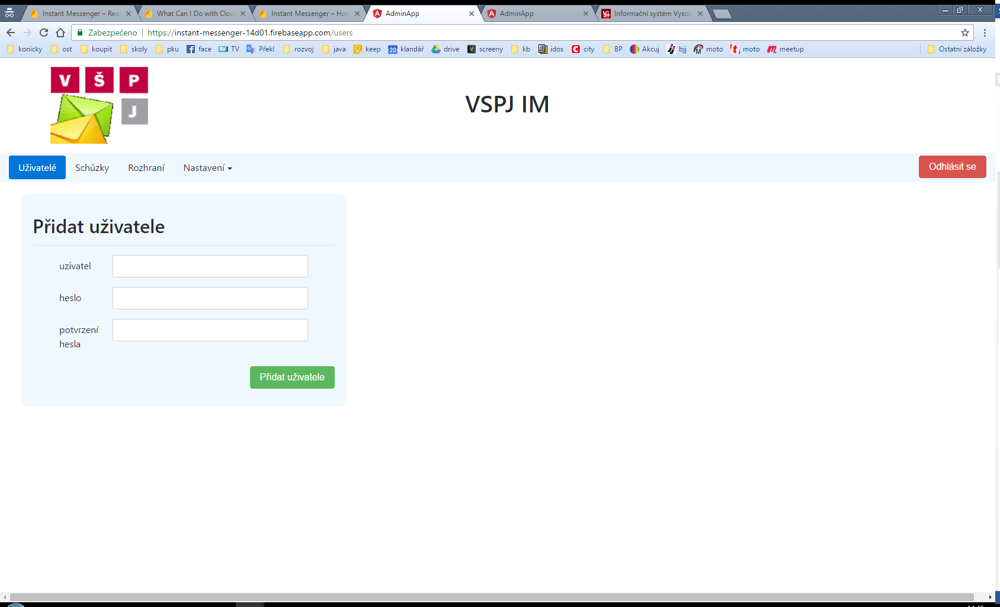 Instant Messenger – Rea
What Can I Do with Clou
Instant Messenger – Hos
AdminApp
AdminApp
Informační systém Vysok
Zabezpečeno
https://instant-messenger-14d01.firebaseapp.com/users
konicky ost koupit skoly pku face TV Překl rozvoj java keep 20 klandář drive screeny kb idos city BP Akcuj bjj moto moto meetup Ostatní záložky
V Š P
J
VSPJ IM
Uživatelé Schůzky Rozhraní Nastavení Odhlásit se
Přidat uživatele
uzivatel
heslo
potvrzení
hesla
Přidat uživatele